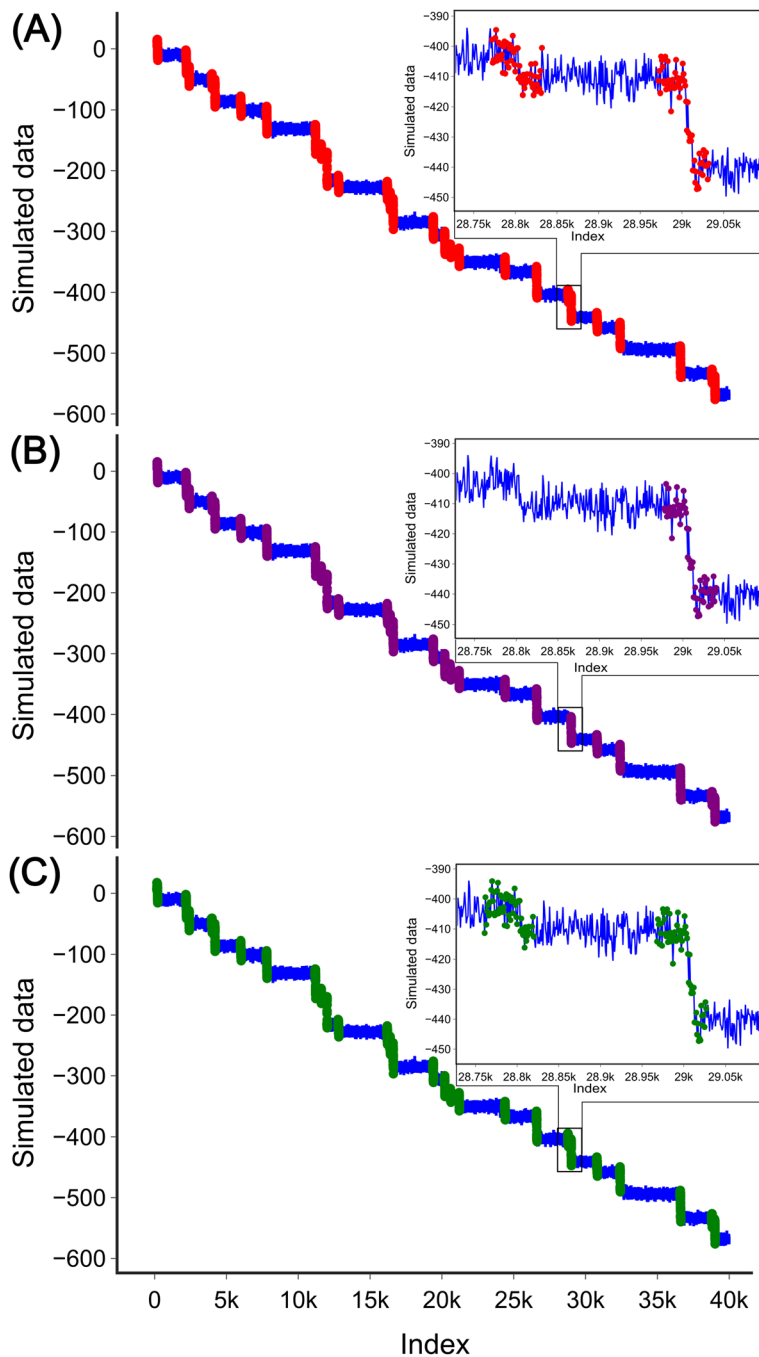 (A)
Simulated data
0
−100
−200
−300
−400
−500
−600
Simulated data
−390
−400
−410
−420
−430
−440
−450
28.75k 28.8k 28.85k 28.9k 28.95k 29k 29.05k
Index
(B)
Simulated data
0
−100
−200
−300
−400
−500
−600
Simulated data
−390
−400
−410
−420
−430
−440
−450
28.75k 28.8k 28.85k 28.9k 28.95k 29k 29.05k
Index
(C)
Simulated data
0
−100
−200
−300
−400
−500
−600
Simulated data
−390
−400
−410
−420
−430
−440
−450
28.75k 28.8k 28.85k 28.9k 28.95k 29k 29.05k
Index
0 5k 10k 15k 20k 25k 30k 35k 40k
Index